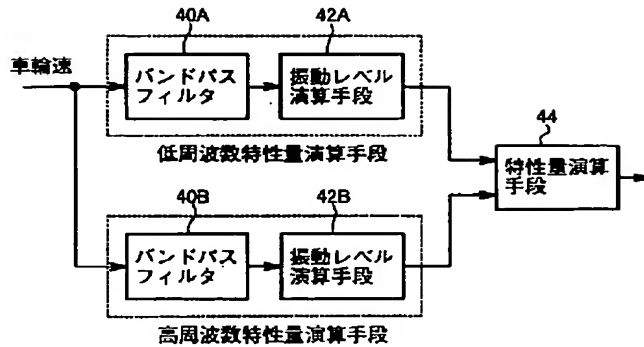 40A
42A
車輪速
バンドパス
フィルタ
振動レベル
演算手段
低周波数特性量演算手段
44
特性量演算
手段
40B
42B
バンドパス
フィルタ
振動レベル
演算手段
高周波数特性量演算手段